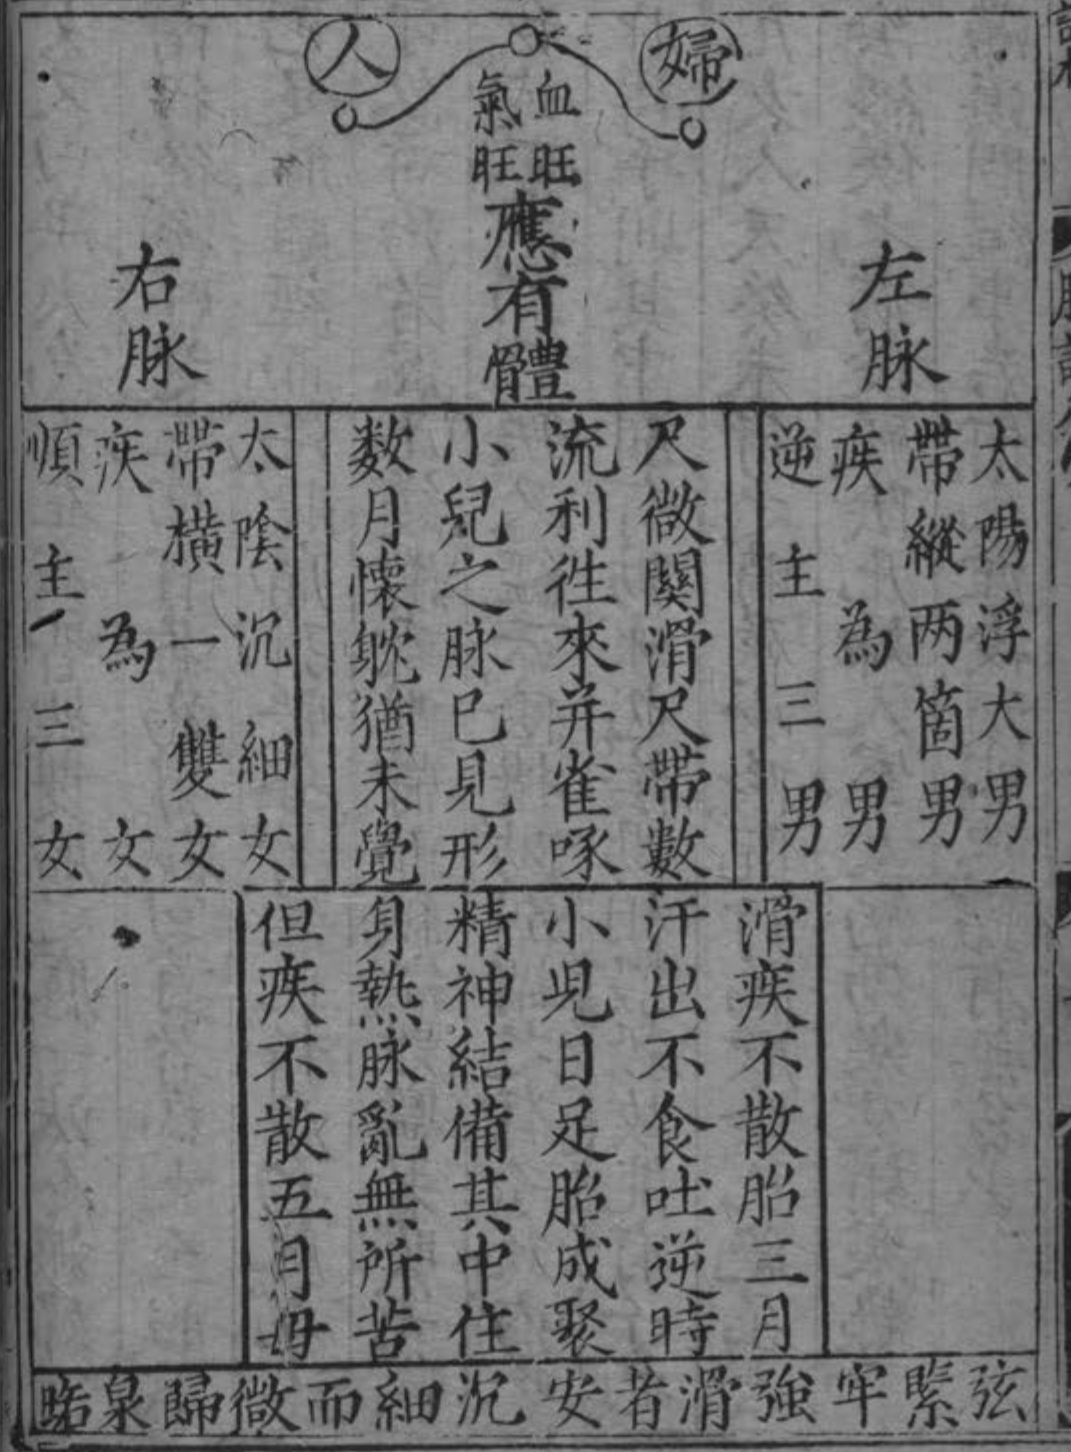 婦人
血旺
氣旺
應有體
左脉
右脉
太陽浮大男
帶縱两箇男
疾為男
逆主三男
尺微關滑尺帶數
流利徃來并雀啄
小兒之脉已見形
数月懷躭猶未覺
太陰沉細女
帶橫一雙女
疾為女
順主三女
滑疾不散胎三月
汗出不食吐逆時
小児日足胎成聚
精神結備其中住
身熱脉亂無所苦
但疾不散五月母
弦緊牢強滑者安沉細而微歸泉路